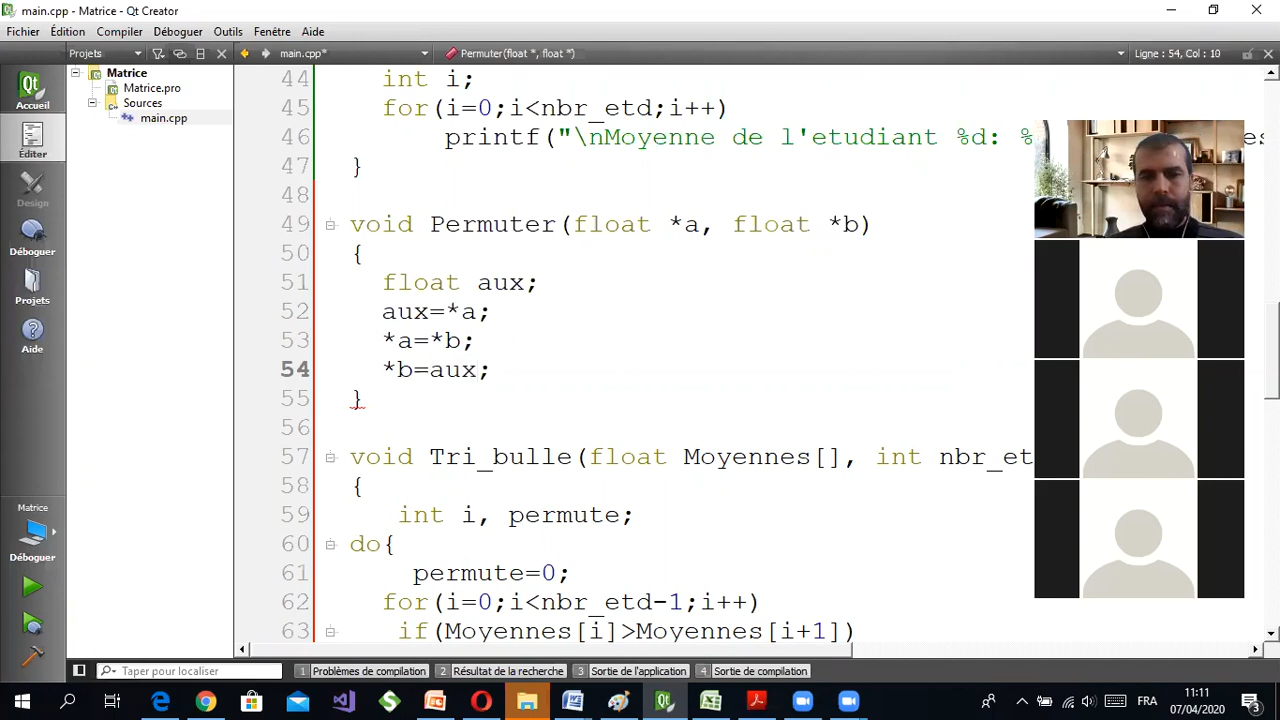 main.cpp - Matrice - Qt Creator
Fichier Édition Compiler Déboguer Outils Fenêtre Aide
Projets main.cpp* Permuter(float *, float *) Ligne : 54, Col : 10
Matrice
Matrice.pro
Sources
main.cpp
Qt
Accueil
Éditer
Design
Déboguer
Projets
Aide
Matrice
Déboguer
44 int i;
45 for(i=0;i<nbr_etd;i++)
46 printf("\nMoyenne de l'etudiant %d: %
47 }
48
49 void Permuter(float *a, float *b)
50 {
51 float aux;
52 aux=*a;
53 *a=*b;
54 *b=aux;
55 }
56
57 void Tri_bulle(float Moyennes[], int nbr_et
58 {
59 int i, permute;
60 do{
61 permute=0;
62 for(i=0;i<nbr_etd-1;i++)
63 if(Moyennes[i]>Moyennes[i+1])
Taper pour localiser 1 Problèmes de compilation 2 Résultat de la recherche 3 Sortie de l'application 4 Sortie de compilation
FRA 11:11
07/04/2020
3